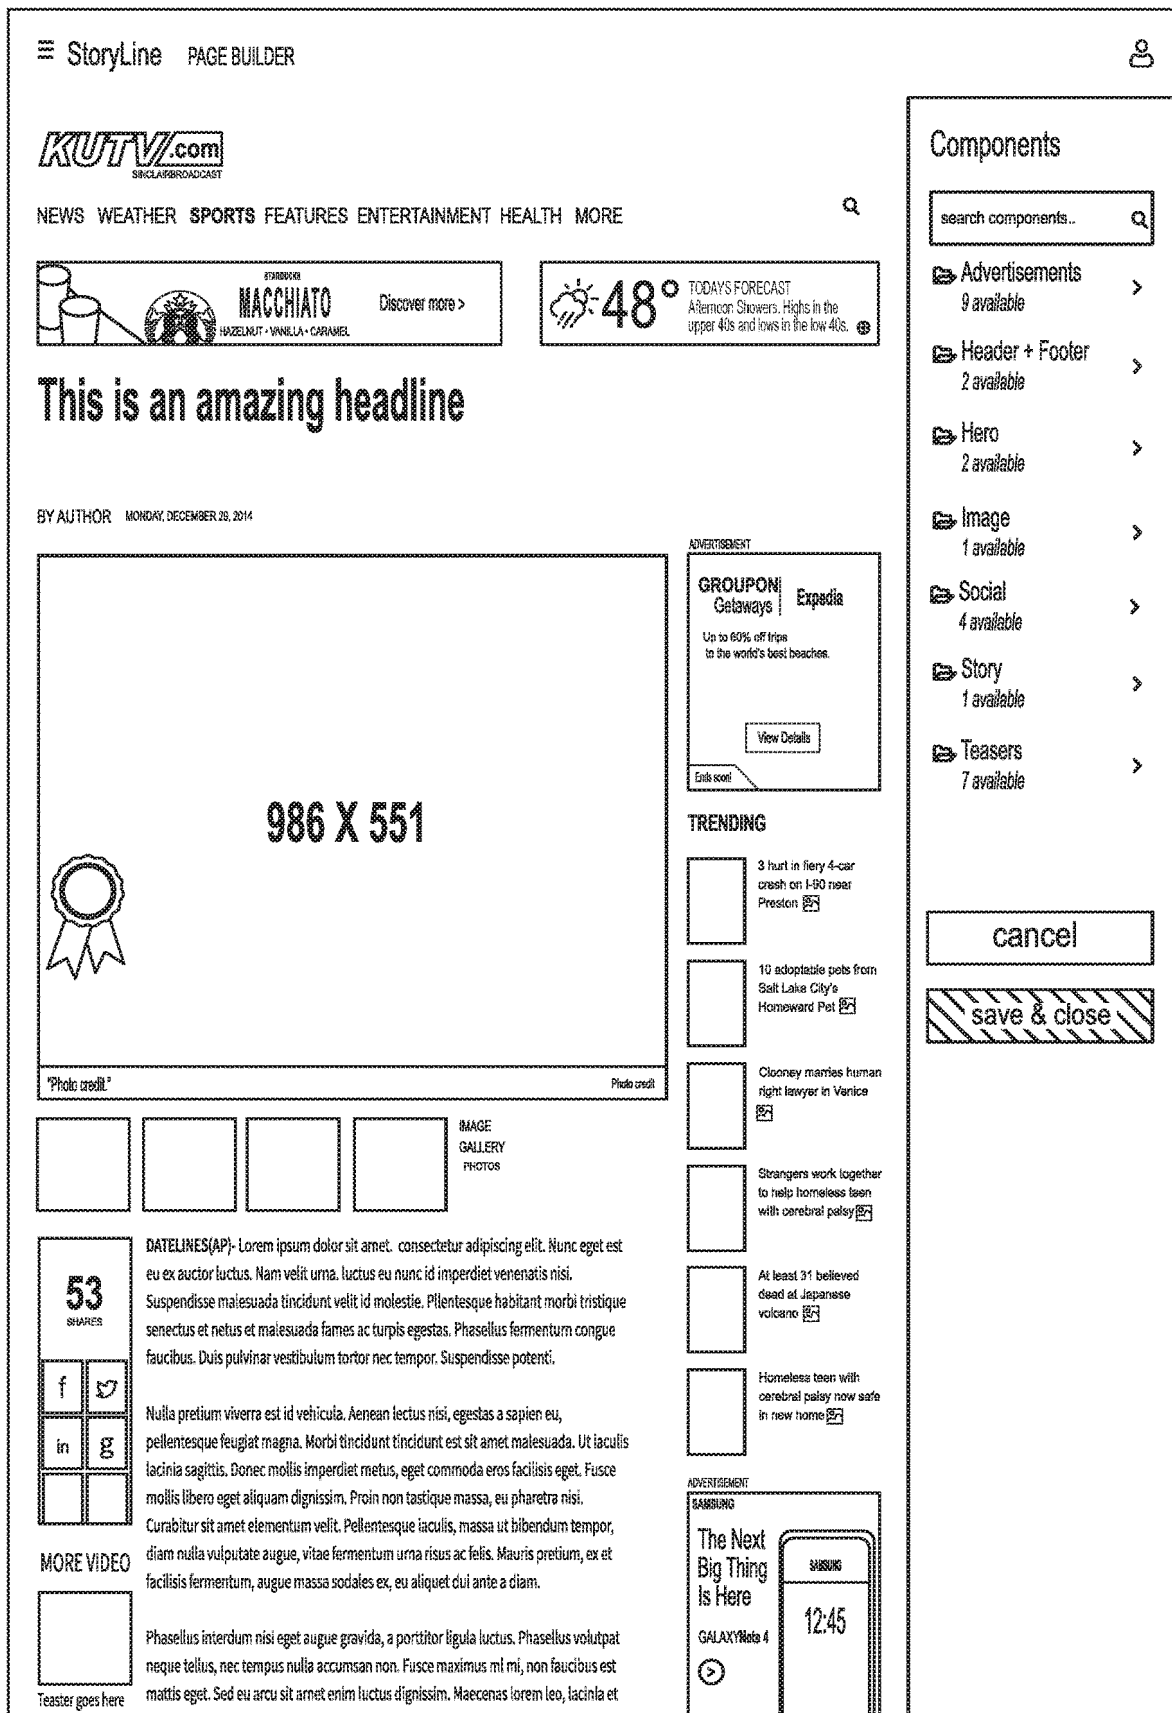 StoryLine PAGE BUILDER
KUTV.com
SINCLAIRBROADCAST
NEWS WEATHER SPORTS FEATURES ENTERTAINMENT HEALTH MORE
STARBUCKS
MACCHIATO
HAZELNUT • VANILLA • CARAMEL
Discover more >
48°
TODAYS FORECAST
Afternoon Showers. Highs in the
upper 40s and lows in the low 40s.
This is an amazing headline
BY AUTHOR MONDAY, DECEMBER 29, 2014
986 X 551
"Photo credit." Photo credit
IMAGE
GALLERY
PHOTOS
53
SHARES
f
in g
MORE VIDEO
Teaster goes here
DATELINES(AP)- Lorem ipsum dolor sit amet. consectetur adipiscing elit. Nunc eget est
eu ex auctor luctus. Nam velit urna. luctus eu nunc id imperdiet venenatis nisi.
Suspendisse malesuada tincidunt velit id molestie. Pllentesque habitant morbi tristique
senectus et netus et malesuada fames ac turpis egestas. Phasellus fermentum congue
faucibus. Duis pulvinar vestibulum tortor nec tempor. Suspendisse potenti.
Nulla pretium viverra est id vehicula. Aenean lectus nisi, egestas a sapien eu,
pellentesque feugiat magna. Morbi tincidunt tincidunt est sit amet malesuada. Ut iaculis
lacinia sagittis. Donec mollis imperdiet metus, eget commoda eros facilisis eget. Fusce
mollis libero eget aliquam dignissim. Proin non tastique massa, eu pharetra nisi.
Curabitur sit amet elementum velit. Pellentesque iaculis, massa ut bibendum tempor,
diam nulla vulputate augue, vitae fermentum urna risus ac felis. Mauris pretium, ex et
facilisis fermentum, augue massa sodales ex, eu aliquet dui ante a diam.
Phasellus interdum nisi eget augue gravida, a porttitor ligula luctus. Phasellus volutpat
neque tellus, nec tempus nulla accumsan non. Fusce maximus ml mi, non faucibus est
mattis eget. Sed eu arcu sit amet enim luctus dignissim. Maecenas lorem leo, lacinla et
ADVERTISEMENT
GROUPON
Getaways
Expedia
Up to 60% off trips
to the world's best beaches.
View Details
Ends soon!
TRENDING
3 hurt in fiery 4-car
crash on I-90 near
Preston
10 adoptable pets from
Salt Lake City's
Homeward Pet
Clooney marries human
right lawyer in Venice
Strangers work together
to help homeless teen
with cerebral palsy
At least 31 believed
dead at Japanese
volcano
Homeless teen with
cerebral palsy now safe
in new home
ADVERTISEMENT
SAMSUNG
The Next
Big Thing
Is Here
GALAXYNote 4
SAMSUNG
12:45
Components
search components..
Advertisements
9 available
Header + Footer
2 available
Hero
2 available
Image
1 available
Social
4 available
Story
1 available
Teasers
7 available
cancel
save & close